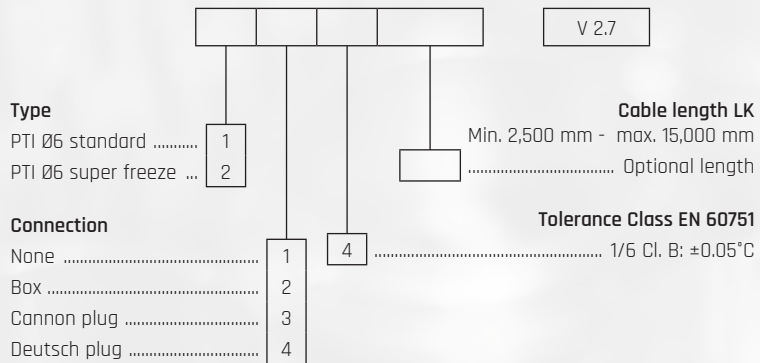 V 2.7
Type
PTI Ø6 standard .......... 1
PTI Ø6 super freeze ... 2
Cable length LK
Min. 2,500 mm - max. 15,000 mm
................................ Optional length
Connection
None ............................................ 1
Box ............................................... 2
Cannon plug .............................. 3
Deutsch plug ............................. 4
Tolerance Class EN 60751
4 .................................................. 1/6 Cl. B: ±0.05°C